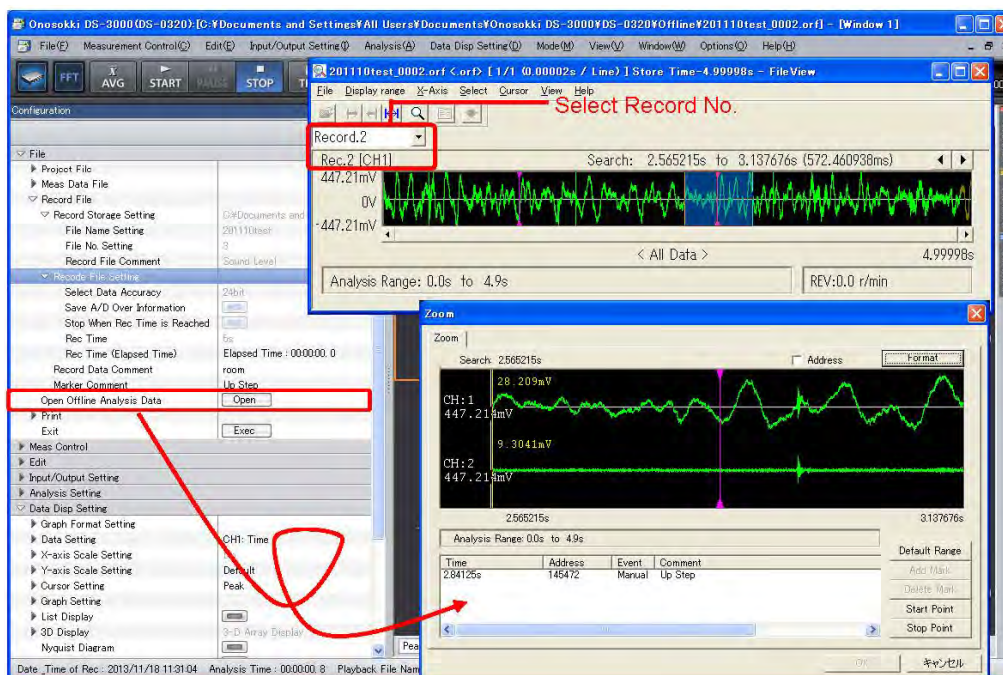 Onosokki DS-3000(DS-0320):[C:¥Documents and Settings¥All Users¥Documents¥Onosokki DS-3000¥DS-0320¥Offline¥201110test_0002.orf] - [Window 1]
File(F) Measurement Control(C) Edit(E) Input/Output Setting(I) Analysis(A) Data Disp Setting(D) Mode(M) View(V) Window(W) Options(O) Help(H)
FFT
AVG
START
STOP
201110test_0002.orf <.orf> [ 1/1 (0.00002s / Line) ] Store Time-4.99998s - FileView
File Display range X-Axis Select Cursor View Help
Select Record No.
Record.2
Rec.2 [CH1]
Search: 2.565215s to 3.137676s (572.460938ms)
447.21mV
0V
-447.21mV
< All Data >
4.99998s
Analysis Range: 0.0s to 4.9s
REV:0.0 r/min
Configuration
File
Project File
Meas Data File
Record File
Record Storage Setting
File Name Setting 201110test
File No. Setting 3
Record File Comment Sound Level
Recode File Setting
Select Data Accuracy 24bit
Save A/D Over Information
Stop When Rec Time is Reached
Rec Time 5s
Rec Time (Elapsed Time) Elapsed Time : 00:00:00. 0
Record Data Comment room
Marker Comment Up Step
Open Offline Analysis Data Open
Print
Exit Exec
Meas Control
Edit
Input/Output Setting
Analysis Setting
Data Disp Setting
Graph Format Setting
Data Setting CH1: Time
X-axis Scale Setting
Y-axis Scale Setting Default
Cursor Setting Peak
Graph Setting
List Display
3D Display 3-D Array Display
Nyquist Diagram
Zoom
Zoom
Search: 2.565215s
Address
Format
28.209mV
CH:1
447.214mV
9.3041mV
CH:2
447.214mV
2.565215s
3.137676s
Analysis Range: 0.0s to 4.9s
Time Address Event Comment
2.84125s 145472 Manual Up Step
Default Range
Add Mark
Delete Mark
Start Point
Stop Point
OK
キャンセル
Date _Time of Rec : 2013/11/18 11:31:04 Analysis Time : 00:00:00. 8 Playback File Nam